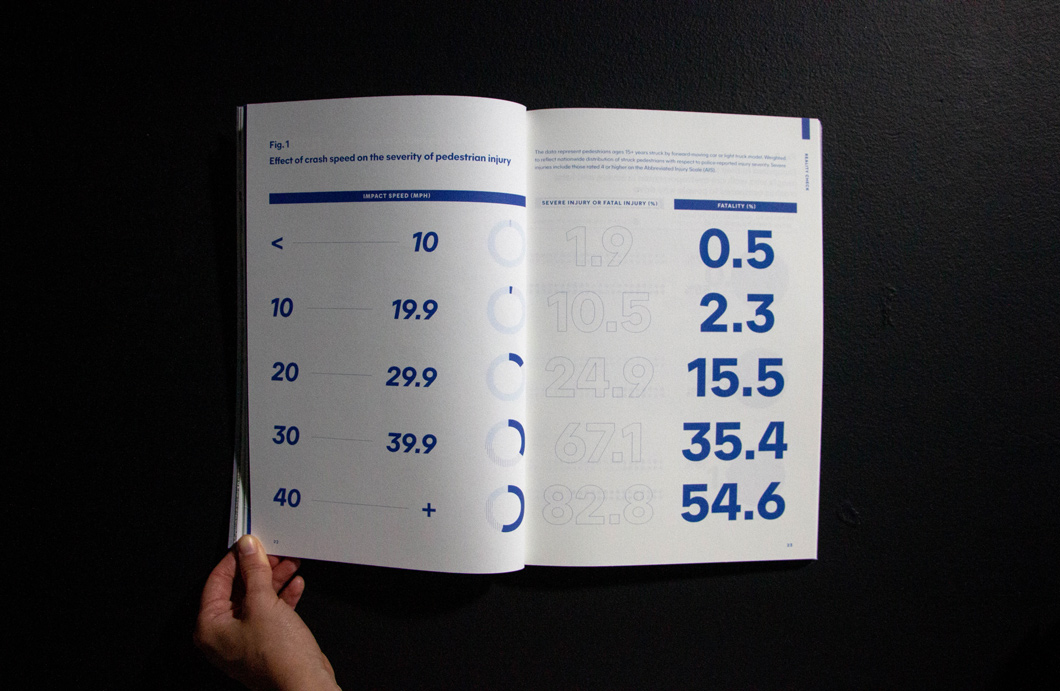 Fig. 1
Effect of crash speed on the severity of pedestrian injury
The data represent pedestrians ages 15+ years struck by forward-moving car or light truck model. Weighted
to reflect nationwide distribution of struck pedestrians with respect to police-reported injury severity. Severe
injuries include those rated 4 or higher on the Abbreviated Injury Scale (AIS).
REALITY CHECK
IMPACT SPEED (MPH) SEVERE INJURY OR FATAL INJURY (%) FATALITY (%)
< 10 1.9 0.5
10 19.9 10.5 2.3
20 29.9 24.9 15.5
30 39.9 67.1 35.4
40 + 82.8 54.6